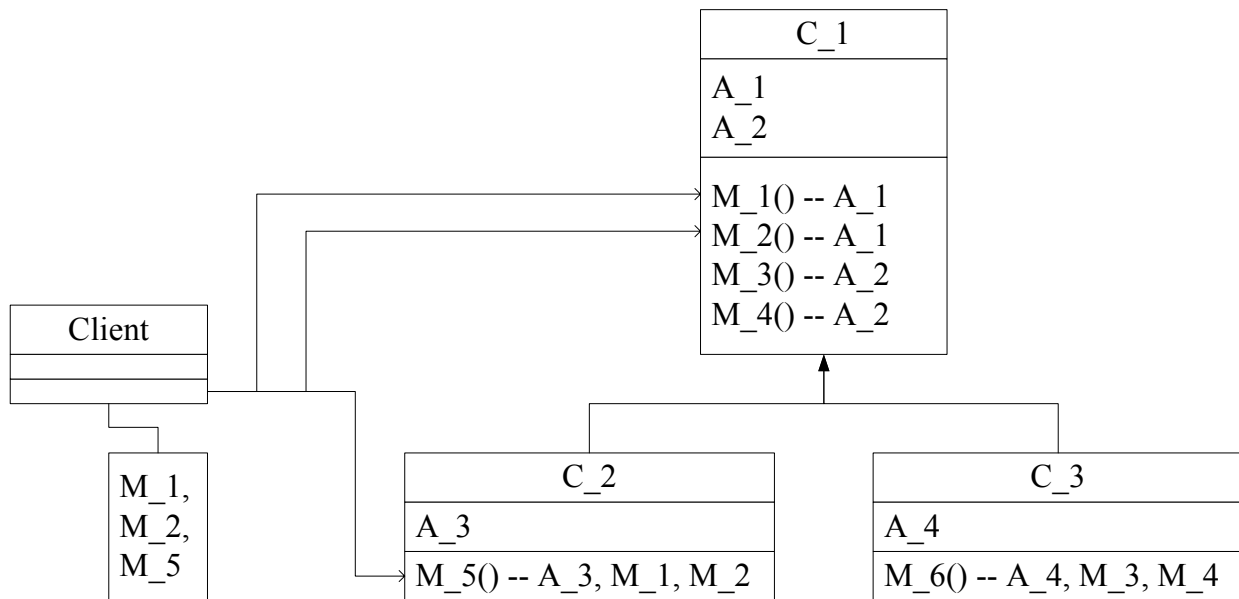 C_1
A_1
A_2
M_1() -- A_1
M_2() -- A_1
M_3() -- A_2
M_4() -- A_2
Client
M_1,
M_2,
M_5
C_2
A_3
M_5() -- A_3, M_1, M_2
C_3
A_4
M_6() -- A_4, M_3, M_4